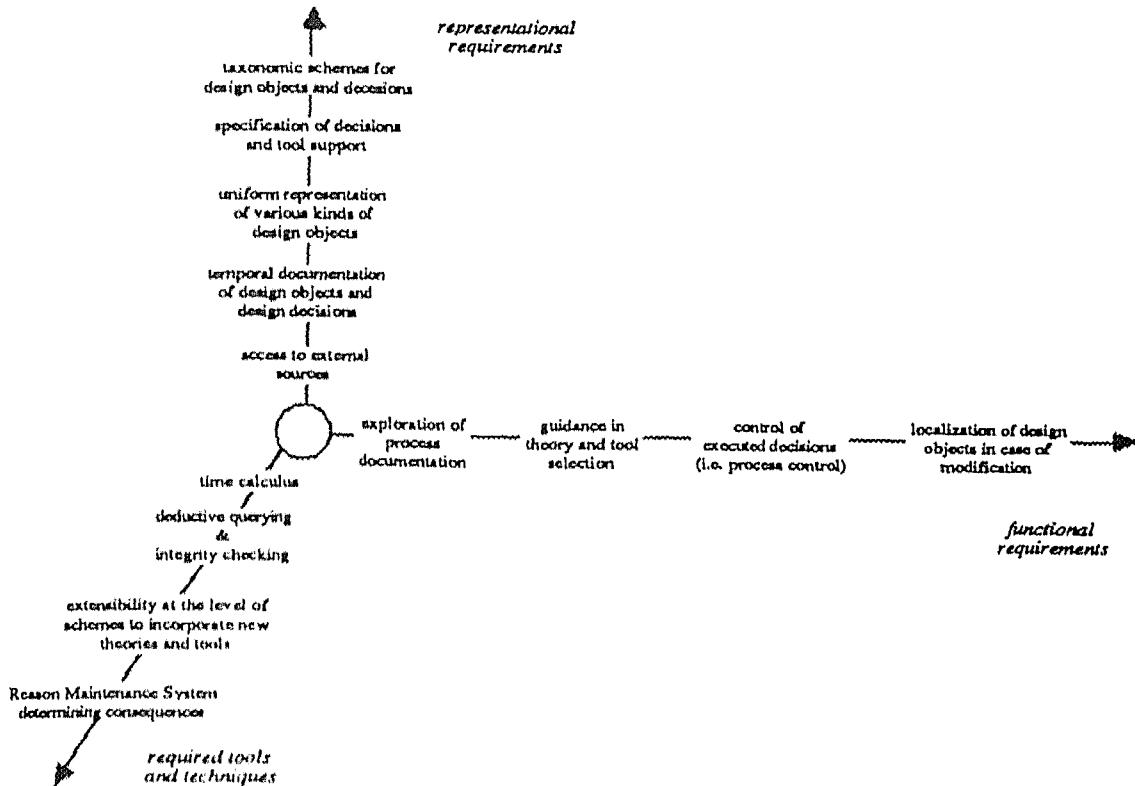 representational
requirements
taxonomic schemes for
design objects and decesions
specification of decisions
and tool support
uniform representation
of various kinds of
design objects
temporal documentation
of design objects and
design decisions
access to external
sources
exploration of
process
documentation
guidance in
theory and tool
selection
control of
executed decisions
(i.e. process control)
localization of design
objects in case of
modification
functional
requirements
time calculus
deductive querying
&
integrity checking
extensibility at the level of
schemes to incorporate new
theories and tools
Reason Maintenance System
determining consequences
required tools
and techniques